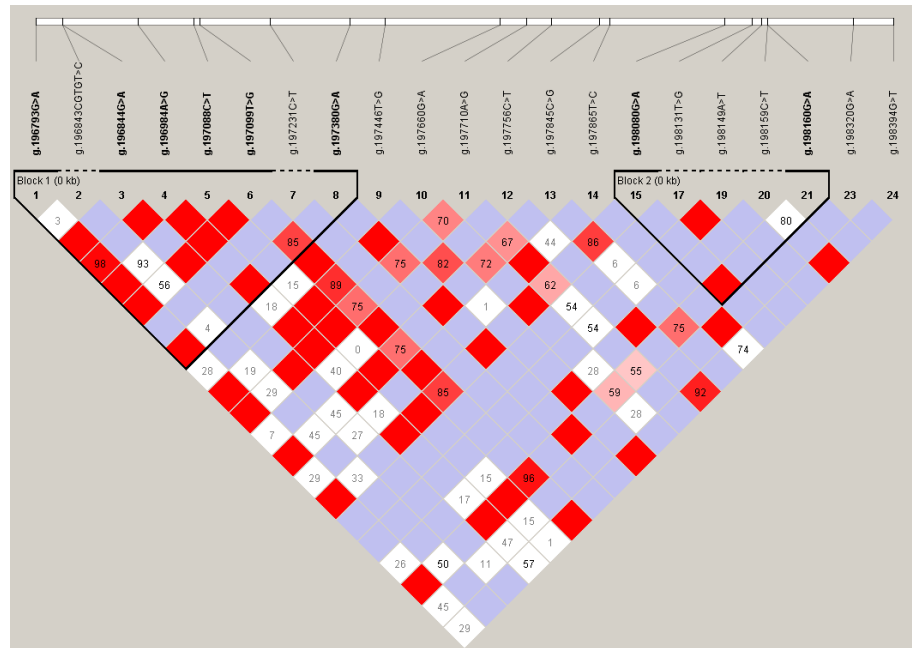 g.196793G>A
g.196843CGTGT>C
g.196844G>A
g.196984A>G
g.197088C>T
g.197099T>G
g.197231C>T
g.197380G>A
g.197446T>G
g.197660G>A
g.197710A>G
g.197756C>T
g.197845C>G
g.197865T>C
g.198080G>A
g.198131T>G
g.198149A>T
g.198159C>T
g.198160G>A
g.198320G>A
g.198394G>T
Block 1 (0 kb) Block 2 (0 kb)
1 2 3 4 5 6 7 8 9 10 11 12 13 14 15 17 19 20 21 23 24
3 70 80
85 67 44 86
98 93 75 82 72 6
56 15 89 62 6
18 75 1 54
4 54 75
0 75 74
28 19 40 28 55
29 85 59 92
45 18 28
7 45 27
29 33 15 96
17
15
47 1
26 50 11 57
45
29